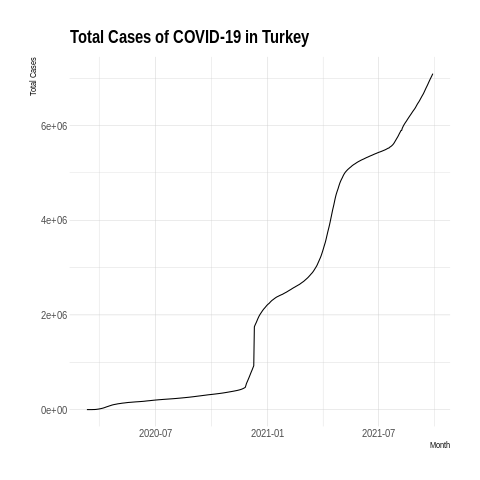 Total Cases of COVID-19 in Turkey
Total Cases
6e+06
4e+06
2e+06
0e+00
2020-07 2021-01 2021-07
Month